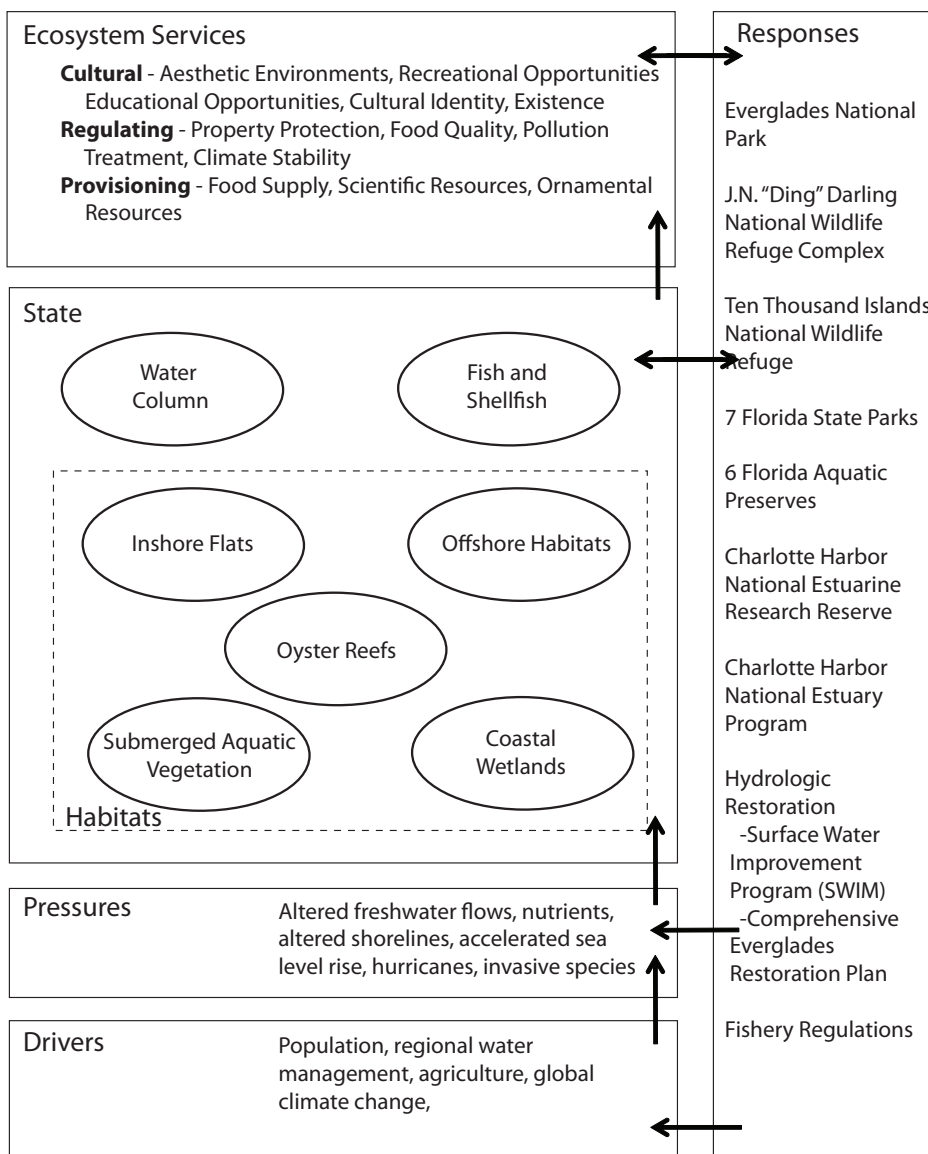 Ecosystem Services
Cultural - Aesthetic Environments, Recreational Opportunities
Educational Opportunities, Cultural Identity, Existence
Regulating - Property Protection, Food Quality, Pollution
Treatment, Climate Stability
Provisioning - Food Supply, Scientific Resources, Ornamental
Resources
State
Water
Column
Fish and
Shellfish
Inshore Flats
Offshore Habitats
Oyster Reefs
Submerged Aquatic
Vegetation
Coastal
Wetlands
Habitats
Pressures
Altered freshwater flows, nutrients,
altered shorelines, accelerated sea
level rise, hurricanes, invasive species
Drivers
Population, regional water
management, agriculture, global
climate change,
Responses
Everglades National
Park
J.N. “Ding” Darling
National Wildlife
Refuge Complex
Ten Thousand Islands
National Wildlife
Refuge
7 Florida State Parks
6 Florida Aquatic
Preserves
Charlotte Harbor
National Estuarine
Research Reserve
Charlotte Harbor
National Estuary
Program
Hydrologic
Restoration
-Surface Water
Improvement
Program (SWIM)
-Comprehensive
Everglades
Restoration Plan
Fishery Regulations